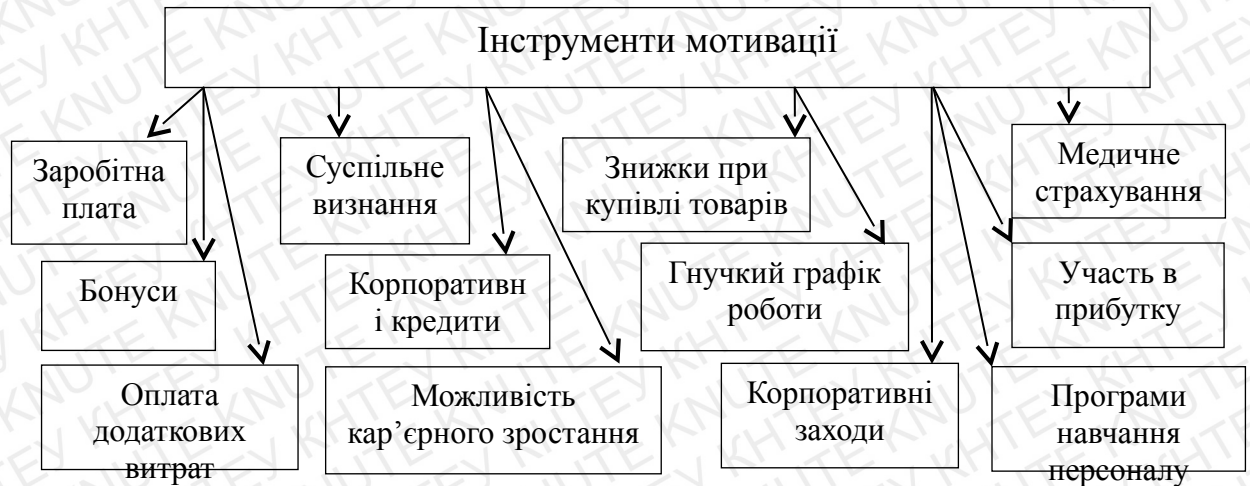 Інструменти мотивації
Заробітна
плата
Суспільне
визнання
Знижки при
купівлі товарів
Медичне
страхування
Бонуси
Корпоративн
і кредити
Гнучкий графік
роботи
Участь в
прибутку
Оплата
додаткових
витрат
Можливість
кар’єрного зростання
Корпоративні
заходи
Програми
навчання
персоналу